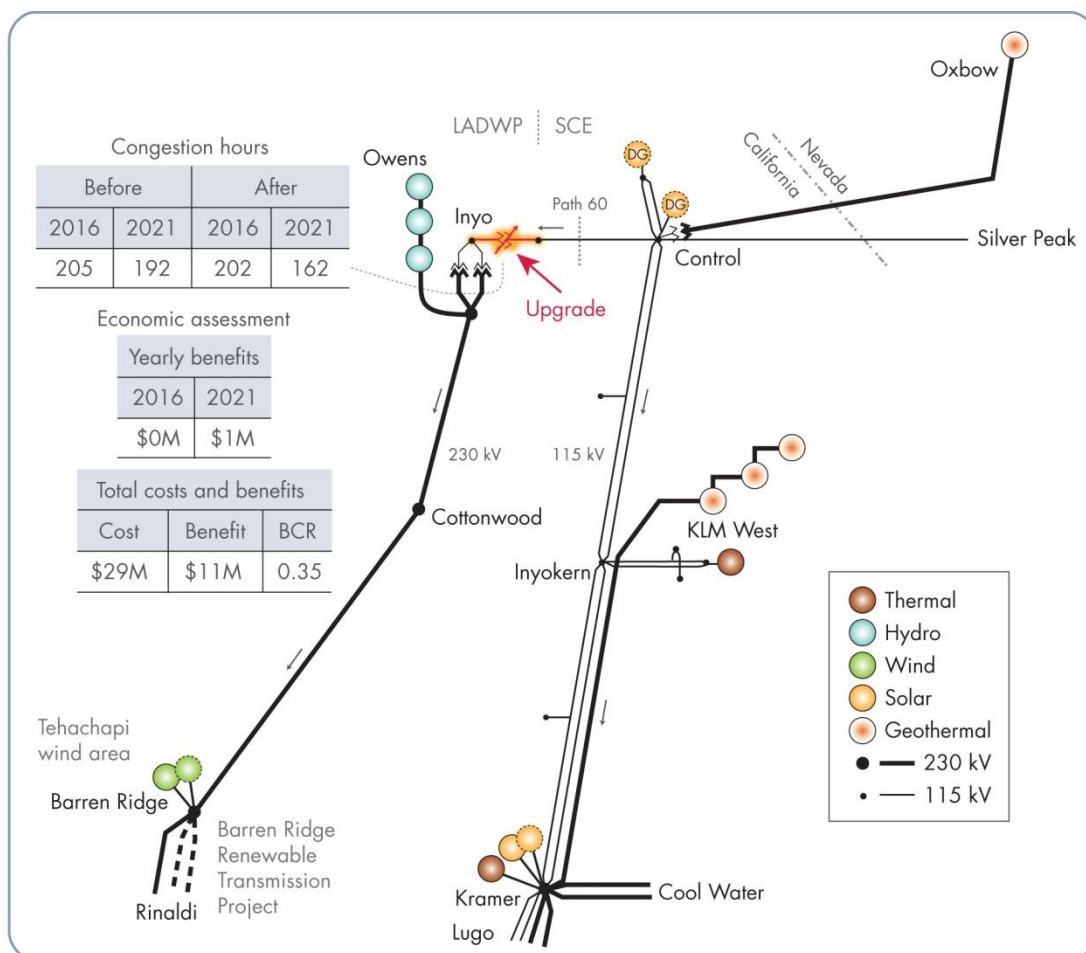 Oxbow
LADWP SCE
Nevada
California
Congestion hours
Before After
2016 2021 2016 2021
205 192 202 162
Owens
DG
DG
Inyo
Path 60
Control
Silver Peak
Upgrade
Economic assessment
Yearly benefits
2016 2021
$0M $1M
230 kV 115 kV
Total costs and benefits
Cost Benefit BCR
$29M $11M 0.35
Cottonwood
KLM West
Inyokern
Thermal
Hydro
Wind
Solar
Geothermal
230 kV
115 kV
Tehachapi
wind area
Barren Ridge
Barren Ridge
Renewable
Transmission
Project
Rinaldi
Kramer
Cool Water
Lugo